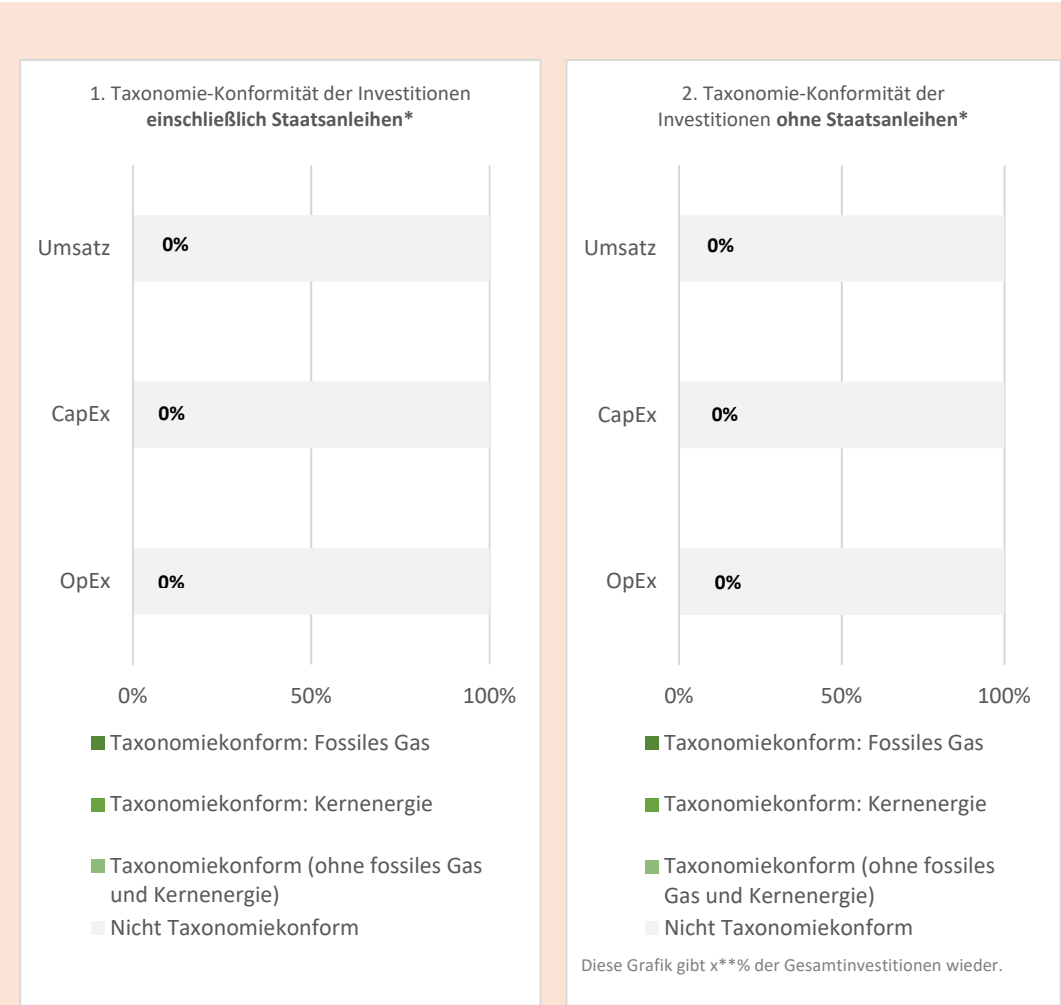 1. Taxonomie-Konformität der Investitionen
einschließlich Staatsanleihen*
Umsatz
0%
CapEx
0%
OpEx
0%
0%
50%
100%
Taxonomiekonform: Fossiles Gas
Taxonomiekonform: Kernenergie
Taxonomiekonform (ohne fossiles Gas
und Kernenergie)
Nicht Taxonomiekonform
2. Taxonomie-Konformität der
Investitionen ohne Staatsanleihen*
Umsatz
0%
CapEx
0%
OpEx
0%
0%
50%
100%
Taxonomiekonform: Fossiles Gas
Taxonomiekonform: Kernenergie
Taxonomiekonform (ohne fossiles
Gas und Kernenergie)
Nicht Taxonomiekonform
Diese Grafik gibt x**% der Gesamtinvestitionen wieder.